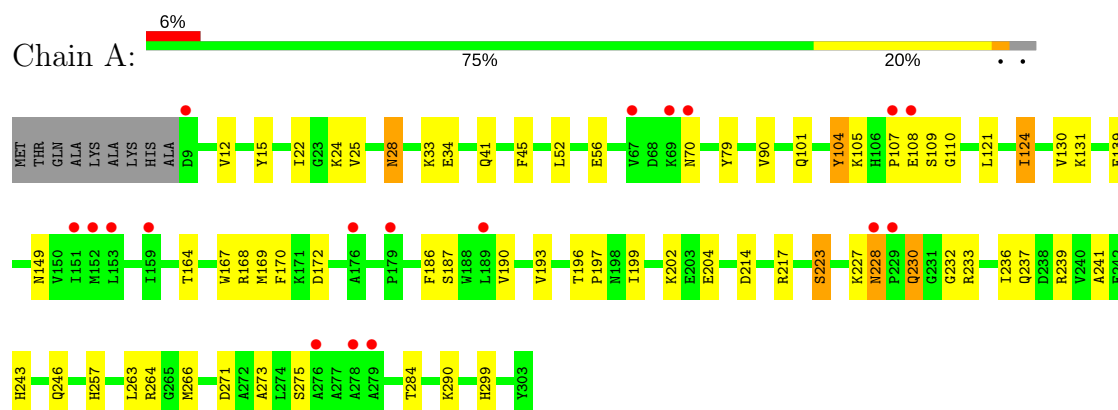 6%
Chain A:
75% 20% • •
MET THR GLN ALA LYS ALA LYS HIS ALA D9 V12 Y15 I22 G23 K24 V25 N28 K33 E34 Q41 F45 L52 E56 V67 D68 K69 N70 Y79 V90 Q101 Y104 K105 H106 P107 E108 S109 G110 L121 I124 V130 K131
N149 V150 I151 M152 L153 I159 T164 W167 R168 M169 F170 K171 D172 A176 P179 F186 S187 W188 L189 V190 V193 T196 P197 N198 I199 K202 E203 E204 D214 R217 S223 K227 N228 P229 Q230 G231 G232 R233 I236 Q237 D238 R239 V240 A241
H243 Q246 H257 L263 R264 G265 M266 D271 A272 A273 L274 S275 A276 A277 A278 A279 T284 K290 H299 Y303